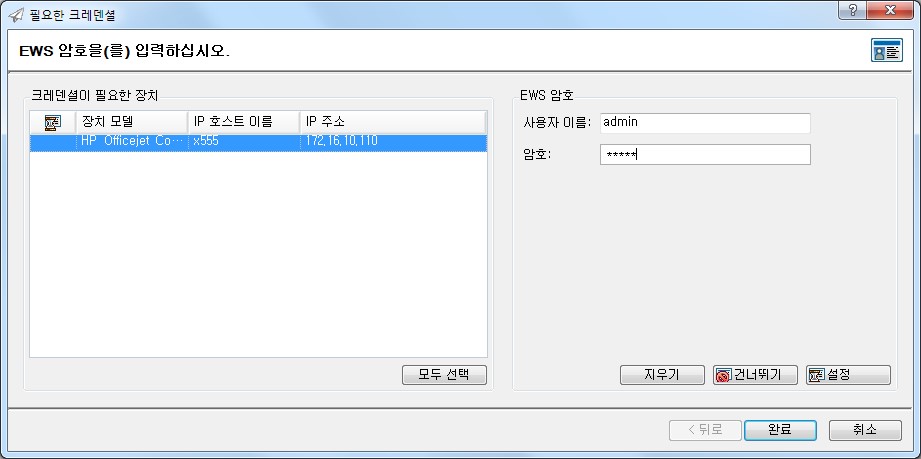 필요한 크레덴셜
EWS 암호을(를) 입력하십시오.
크레덴셜이 필요한 장치
장치 모델 IP 호스트 이름 IP 주소
HP Officejet Co… x555 172.16.10.110
모두 선택
EWS 암호
사용자 이름: admin
암호: *****
지우기 건너뛰기 설정
< 뒤로 완료 취소